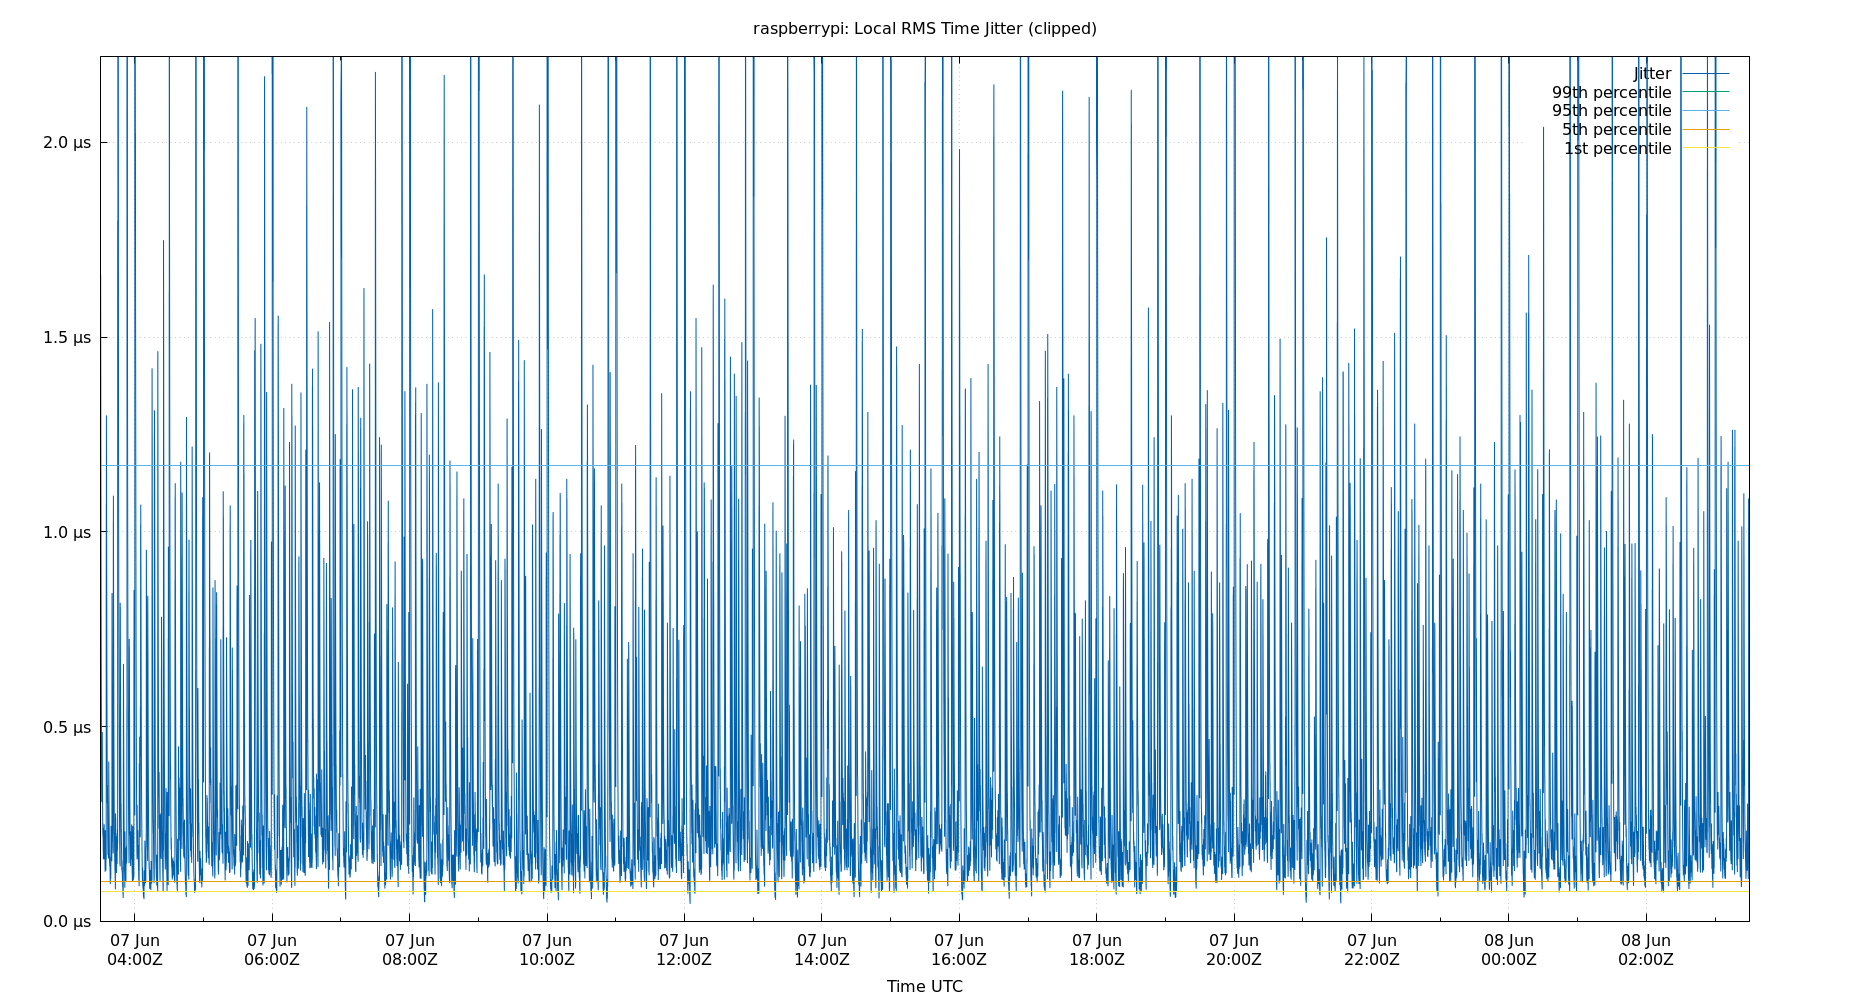 raspberrypi: Local RMS Time Jitter (clipped)
Jitter
99th percentile
95th percentile
5th percentile
1st percentile
2.0 µs
1.5 µs
1.0 µs
0.5 µs
0.0 µs
07 Jun 07 Jun 07 Jun 07 Jun 07 Jun 07 Jun 07 Jun 07 Jun 07 Jun 07 Jun 08 Jun 08 Jun
04:00Z 06:00Z 08:00Z 10:00Z 12:00Z 14:00Z 16:00Z 18:00Z 20:00Z 22:00Z 00:00Z 02:00Z
Time UTC